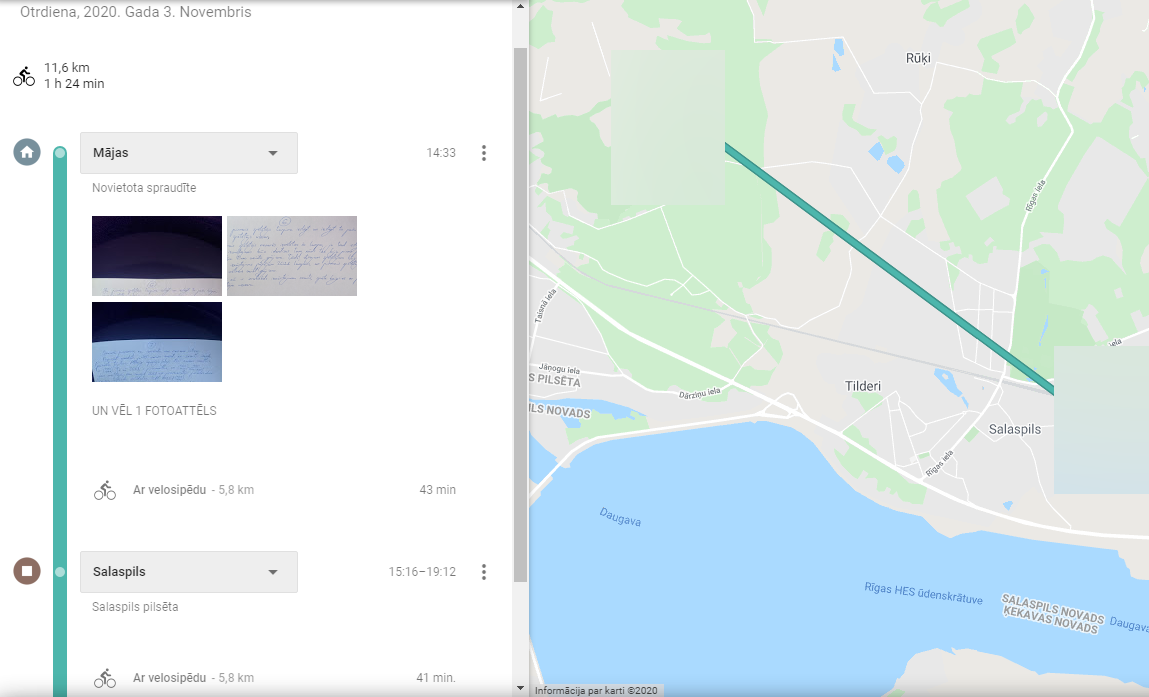 Otrdiena, 2020. Gada 3. Novembris
11,6 km
1 h 24 min
Mājas
14:33
Novietota spraudīte
UN VĒL 1 FOTOATTĒLS
Ar velosipēdu - 5,8 km
43 min
Salaspils
15:16–19:12
Salaspils pilsēta
Ar velosipēdu - 5,8 km
41 min.
Rūķi
Rīgas iela
Taisnā iela
Jāņogu iela
S PILSĒTA
ILS NOVADS
Dārziņu iela
iela
Tilderi
Salaspils
Rīgas iela
Daugava
Rīgas HES ūdenskrātuve
SALASPILS NOVADS
ĶEKAVAS NOVADS
Daugava
Informācija par karti ©2020